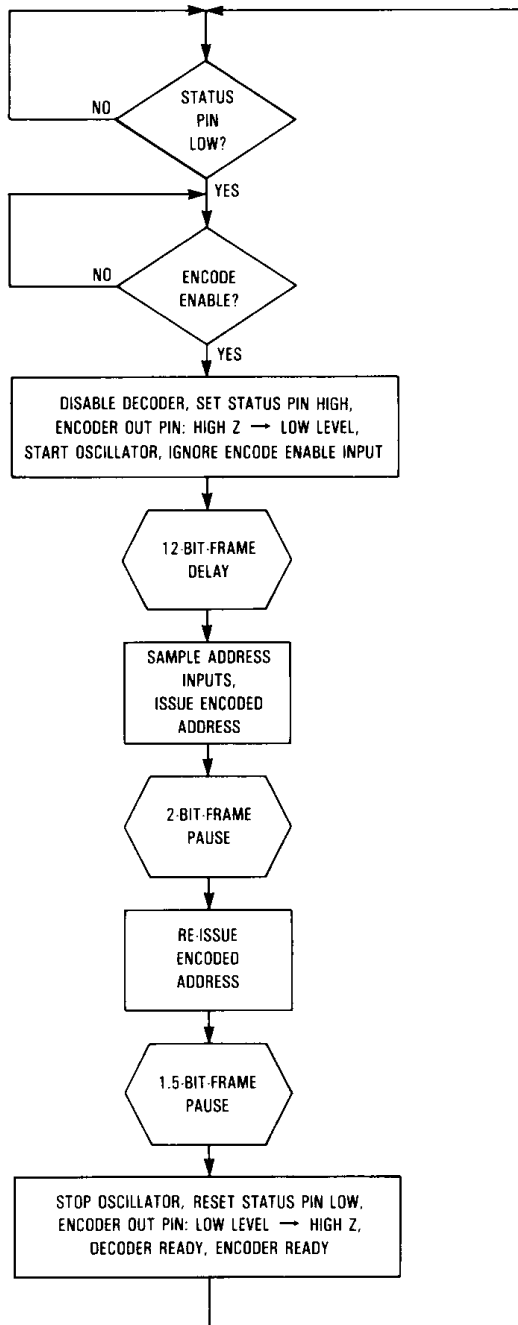 STATUS
PIN
LOW?
NO
YES
ENCODE
ENABLE?
NO
YES
DISABLE DECODER, SET STATUS PIN HIGH,
ENCODER OUT PIN: HIGH Z → LOW LEVEL,
START OSCILLATOR, IGNORE ENCODE ENABLE INPUT
12-BIT-FRAME
DELAY
SAMPLE ADDRESS
INPUTS,
ISSUE ENCODED
ADDRESS
2-BIT-FRAME
PAUSE
RE-ISSUE
ENCODED
ADDRESS
1.5-BIT-FRAME
PAUSE
STOP OSCILLATOR, RESET STATUS PIN LOW,
ENCODER OUT PIN: LOW LEVEL → HIGH Z,
DECODER READY, ENCODER READY